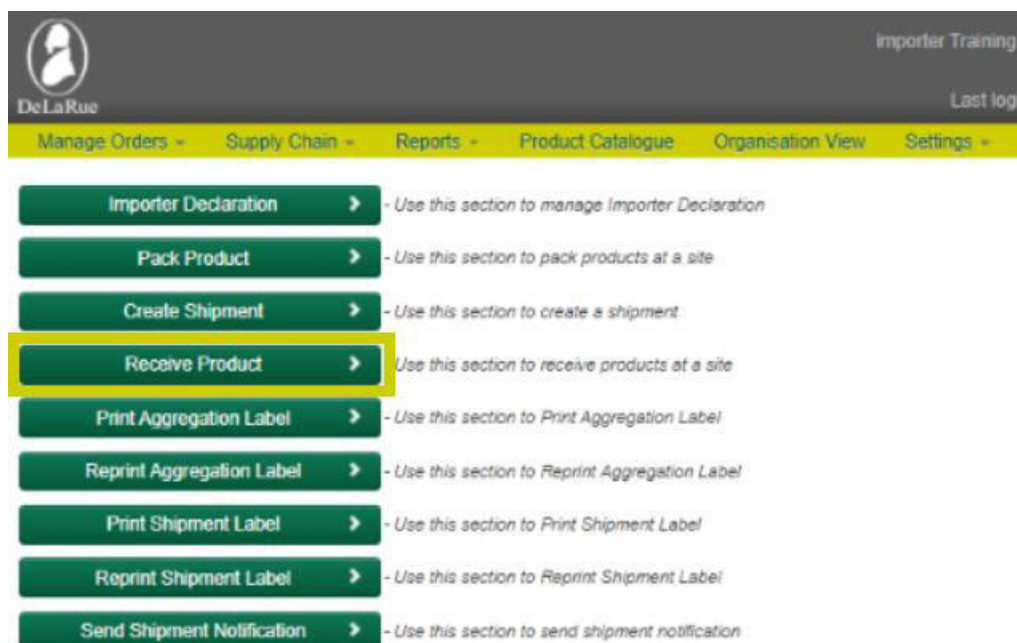 Importer Training
DeLaRue
Last log
Manage Orders Supply Chain Reports Product Catalogue Organisation View Settings
Importer Declaration - Use this section to manage Importer Declaration
Pack Product - Use this section to pack products at a site
Create Shipment - Use this section to create a shipment
Receive Product Use this section to receive products at a site
Print Aggregation Label - Use this section to Print Aggregation Label
Reprint Aggregation Label - Use this section to Reprint Aggregation Label
Print Shipment Label - Use this section to Print Shipment Label
Reprint Shipment Label - Use this section to Reprint Shipment Label
Send Shipment Notification - Use this section to send shipment notification